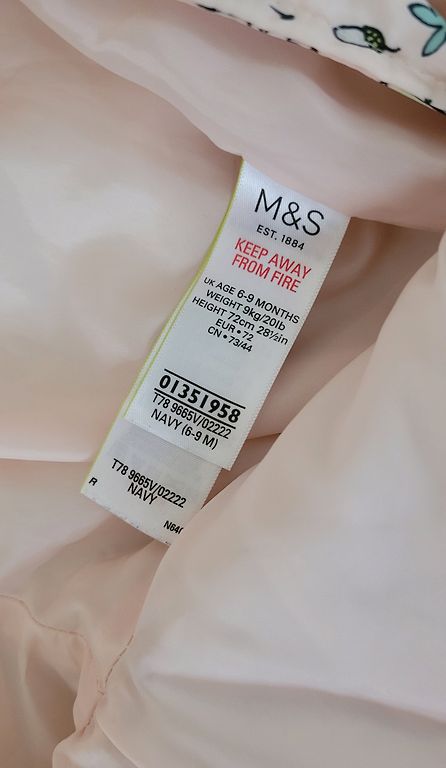 M&S
EST. 1884
KEEP AWAY
FROM FIRE
UK AGE 6-9 MONTHS
WEIGHT 9kg/20lb
HEIGHT 72cm 28½in
EUR • 72
CN • 73/44
01351958
T78 9665V/02222
NAVY (6-9 M)
T78 9665V/02222
NAVY
R